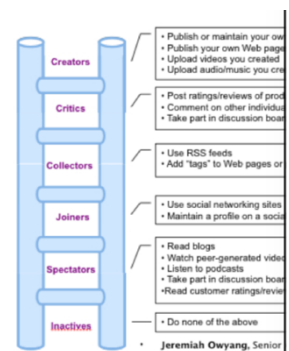 Creators
• Publish or maintain your ow
• Publish your own Web page
• Upload videos you created
• Upload audio/music you cre
Critics
• Post ratings/reviews of prod
• Comment on other individua
• Take part in discussion boar
Collectors
• Use RSS feeds
• Add "tags" to Web pages or
Joiners
• Use social networking sites
• Maintain a profile on a socia
Spectators
• Read blogs
• Watch peer-generated video
• Listen to podcasts
• Take part in discussion boar
•Read customer ratings/revie
Inactives
• Do none of the above
• Jeremiah Owyang, Senior